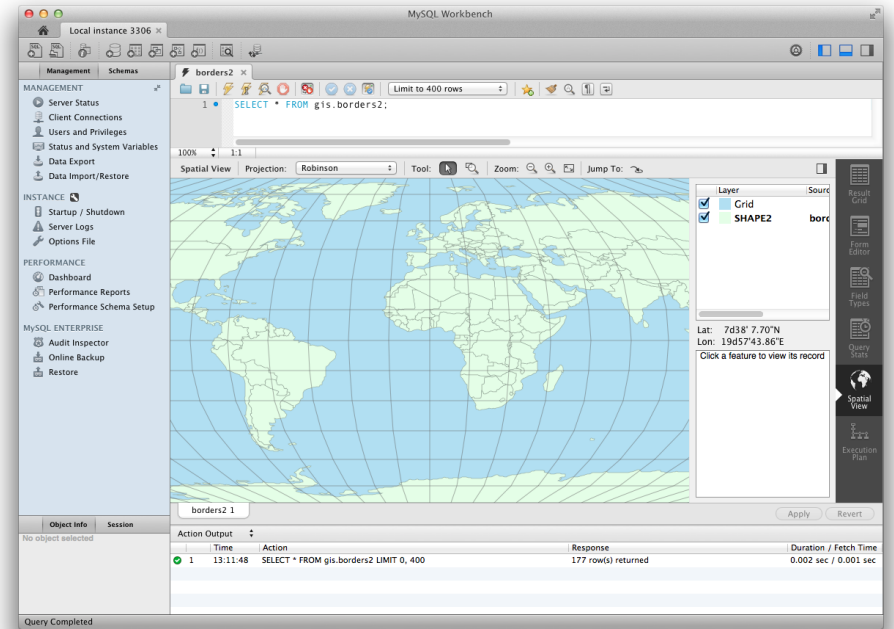 MySQL Workbench
Local instance 3306
Management Schemas
MANAGEMENT
Server Status
Client Connections
Users and Privileges
Status and System Variables
Data Export
Data Import/Restore
INSTANCE
Startup / Shutdown
Server Logs
Options File
PERFORMANCE
Dashboard
Performance Reports
Performance Schema Setup
MySQL ENTERPRISE
Audit Inspector
Online Backup
Restore
Object Info Session
No object selected
borders2
Limit to 400 rows
1 SELECT * FROM gis.borders2;
100% 1:1
Spatial View Projection: Robinson Tool: Zoom: Jump To:
Layer Sourc
Grid
SHAPE2 bord
Lat: 7d38' 7.70"N
Lon: 19d57'43.86"E
Click a feature to view its record
Result Grid
Form Editor
Field Types
Query Stats
Spatial View
Execution Plan
borders2 1
Apply Revert
Action Output
Time Action Response Duration / Fetch Time
1 13:11:48 SELECT * FROM gis.borders2 LIMIT 0, 400 177 row(s) returned 0.002 sec / 0.001 sec
Query Completed